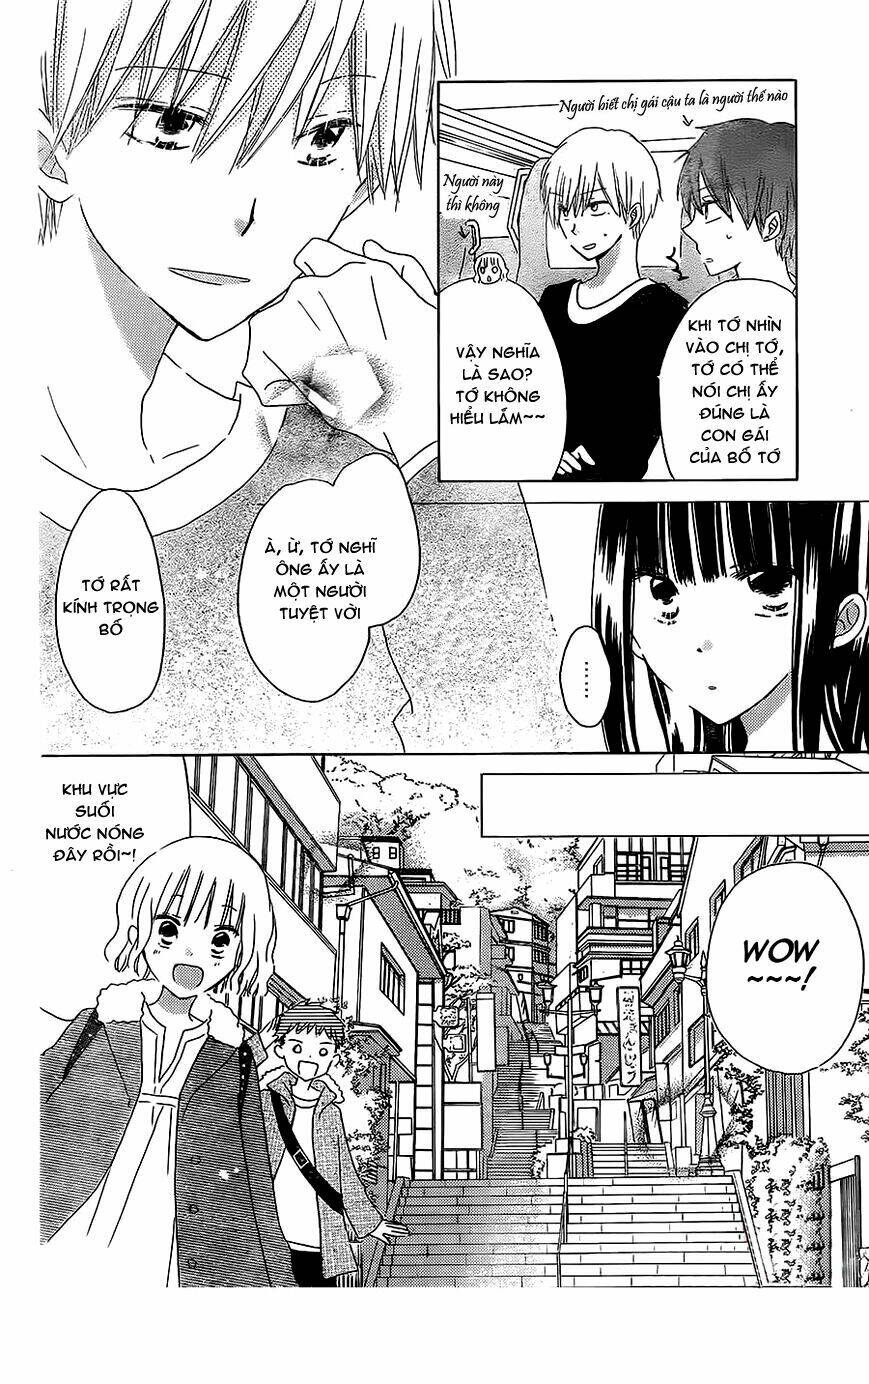 Người biết chị gái cậu ta là người thế nào
Người này
thì không
KHI TỚ NHÌN
VÀO CHỊ TỚ,
TỚ CÓ THỂ
NÓI CHỊ ẤY
ĐÚNG LÀ
CON GÁI
CỦA BỐ TỚ
VẬY NGHĨA
LÀ SAO?
TỚ KHÔNG
HIỂU LẮM~~
À, Ừ, TỚ NGHĨ
ÔNG ẤY LÀ
MỘT NGƯỜI
TUYỆT VỜI
TỚ RẤT
KÍNH TRỌNG
BỐ
......
WOW
~~~!
KHU VỰC
SUỐI
NƯỚC NÓNG
ĐÂY RỒI~!